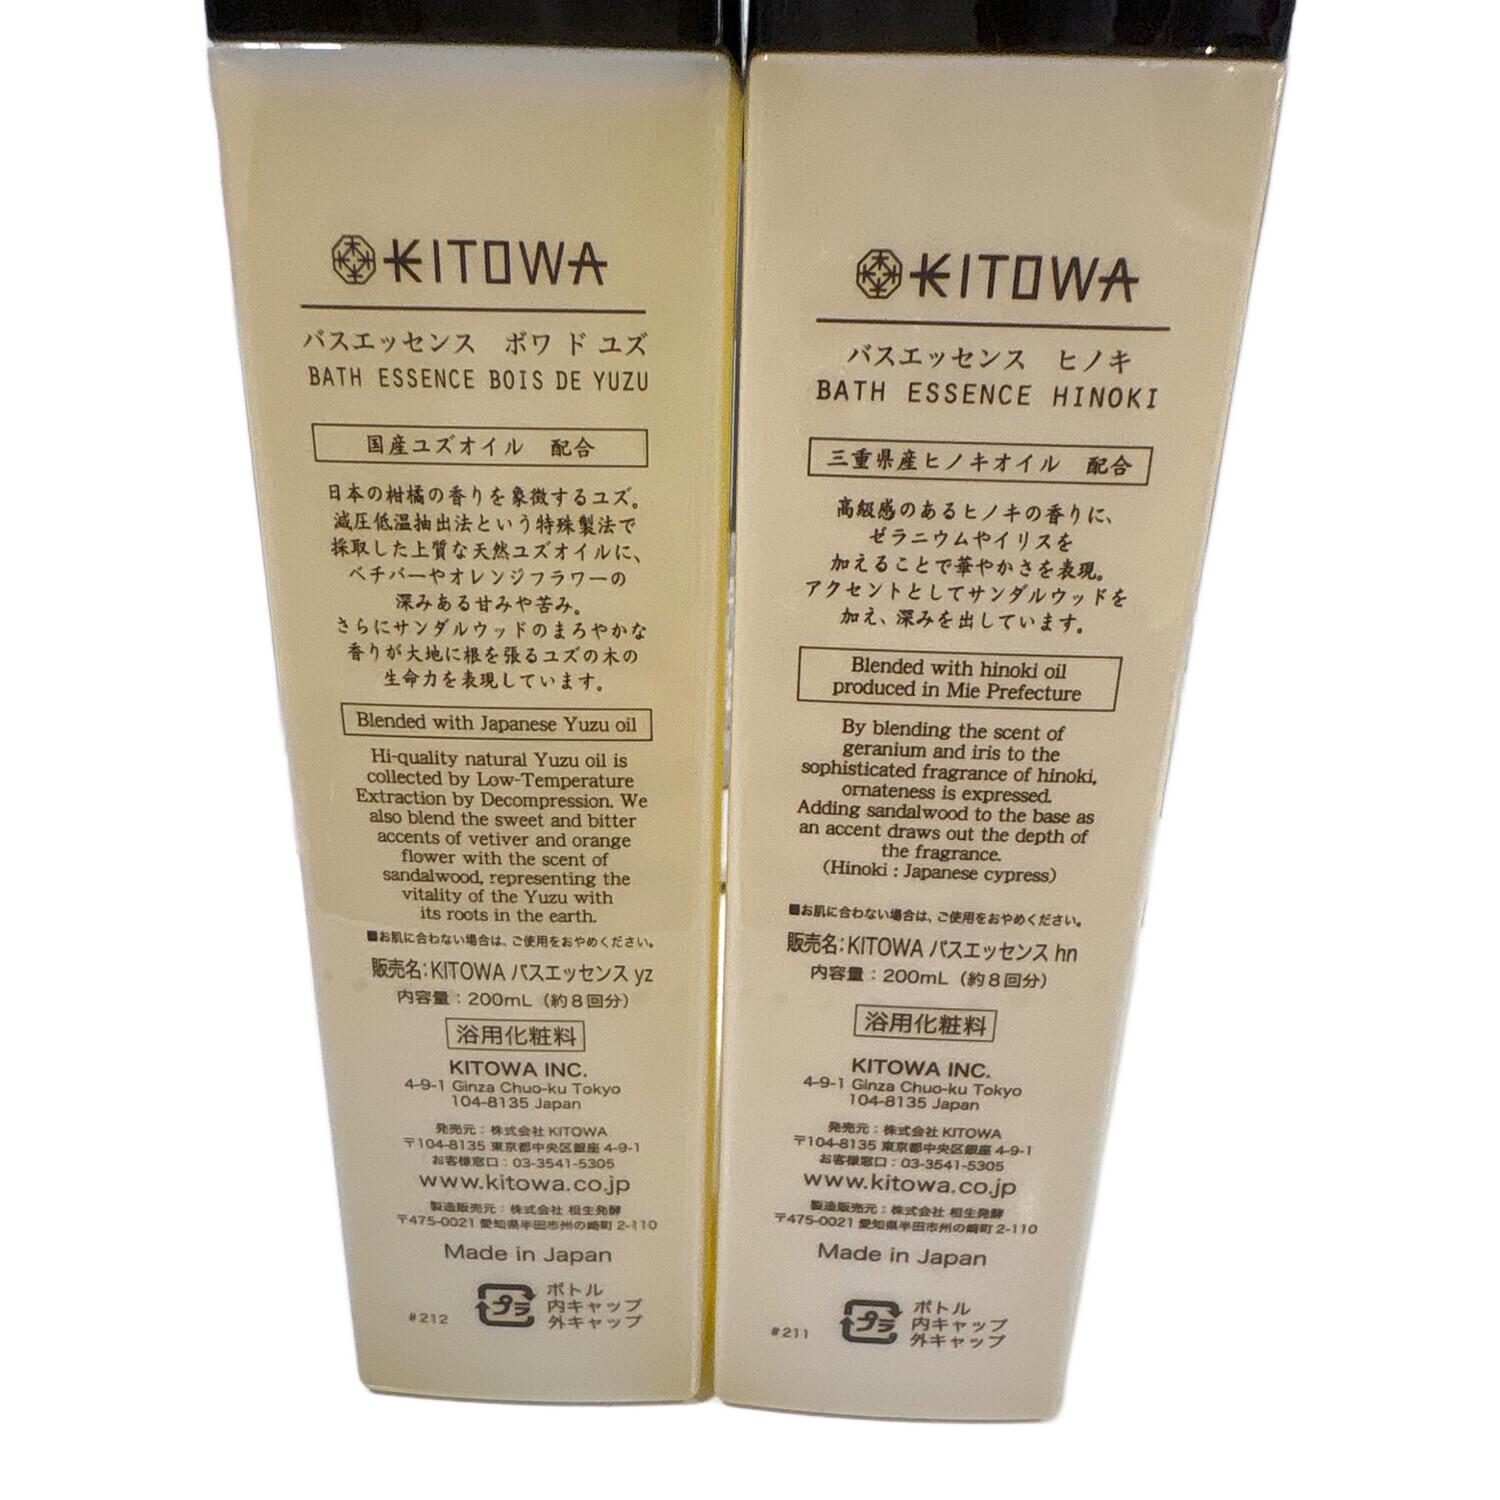 KITOWA
バスエッセンス ボワ ド ユズ
BATH ESSENCE BOIS DE YUZU
国産ユズオイル 配合
日本の柑橘の香りを象徴するユズ。
減圧低温抽出法という特殊製法で
採取した上質な天然ユズオイルに、
ベチバーやオレンジフラワーの
深みある甘みや苦み。
さらにサンダルウッドのまろやかな
香りが大地に根を張るユズの木の
生命力を表現しています。
Blended with Japanese Yuzu oil
Hi-quality natural Yuzu oil is
collected by Low-Temperature
Extraction by Decompression. We
also blend the sweet and bitter
accents of vetiver and orange
flower with the scent of
sandalwood, representing the
vitality of the Yuzu with
its roots in the earth.
■お肌に合わない場合は、ご使用をおやめください。
販売名:KITOWA バスエッセンス yz
内容量:200mL（約8回分）
浴用化粧料
KITOWA INC.
4-9-1 Ginza Chuo-ku Tokyo
104-8135 Japan
発売元:株式会社 KITOWA
〒104-8135 東京都中央区銀座 4-9-1
お客様窓口:03-3541-5305
www.kitowa.co.jp
製造販売元:株式会社 相生発酵
〒475-0021 愛知県半田市州の崎町 2-110
Made in Japan
#212
プラ
ボトル
内キャップ
外キャップ
KITOWA
バスエッセンス ヒノキ
BATH ESSENCE HINOKI
三重県産ヒノキオイル 配合
高級感のあるヒノキの香りに、
ゼラニウムやイリスを
加えることで華やかさを表現。
アクセントとしてサンダルウッドを
加え、深みを出しています。
Blended with hinoki oil
produced in Mie Prefecture
By blending the scent of
geranium and iris to the
sophisticated fragrance of hinoki,
ornateness is expressed.
Adding sandalwood to the base as
an accent draws out the depth of
the fragrance.
(Hinoki : Japanese cypress)
■お肌に合わない場合は、ご使用をおやめください。
販売名:KITOWA バスエッセンス hn
内容量:200mL（約8回分）
浴用化粧料
KITOWA INC.
4-9-1 Ginza Chuo-ku Tokyo
104-8135 Japan
発売元:株式会社 KITOWA
〒104-8135 東京都中央区銀座 4-9-1
お客様窓口:03-3541-5305
www.kitowa.co.jp
製造販売元:株式会社 相生発酵
〒475-0021 愛知県半田市州の崎町 2-110
Made in Japan
#211
プラ
ボトル
内キャップ
外キャップ